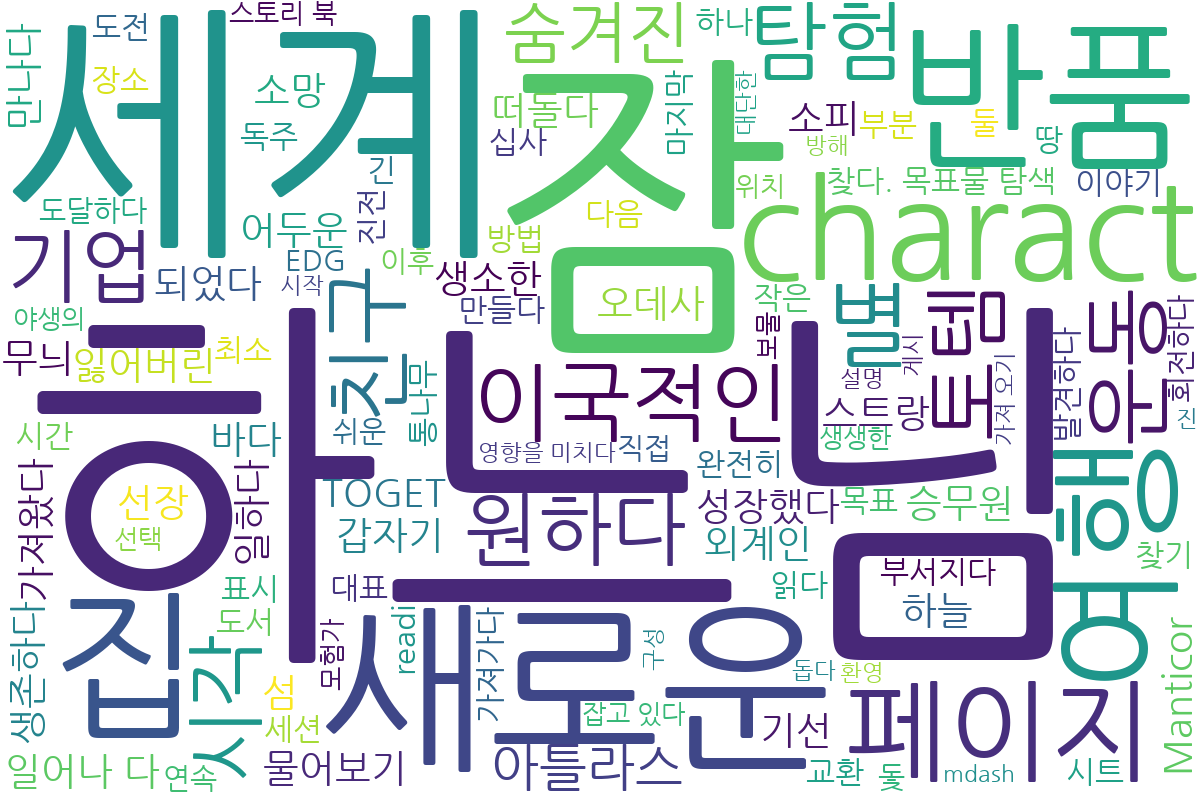 스토리 북
도전
만나다
장소
세계
소망
독주
긴
숨겨진
떠돌다
십사
잠
마지막
하나
대단한
탐험
소피
방해
부분
반품
둘
땅
찾다. 목표물 탐색
이야기
도달하다
기업
되었다
어두운
진전
EDG
시작
이후
방법
생소한
만들다
다음
위치
charact
오데사
작은
보물
뼘
토템
운동
회전하다
야생의
무늬
잃어버린
최소
친구
통나무
쉬운
이국적인
영향을 미치다
직접
설명
게시
스트랑
생생한
가져 오기
발견하다
진
시간
바다
하느님
완전히
가져왔다
선장
선택
일하다
TOGET
갑자기
원하다
성장했다
목표
승무원
외계인
여행
찾기
표시
도서
대표
읽다
부서지다
하늘
생존하다
집
시각
섬
세션
모험가
readi
가져가다
새로운
구성
돕다
환영
잡고 있다
기선
페이지
Manticor
일어나 다
연속
물어보기
아틀라스
교환
돛
mdash
시트